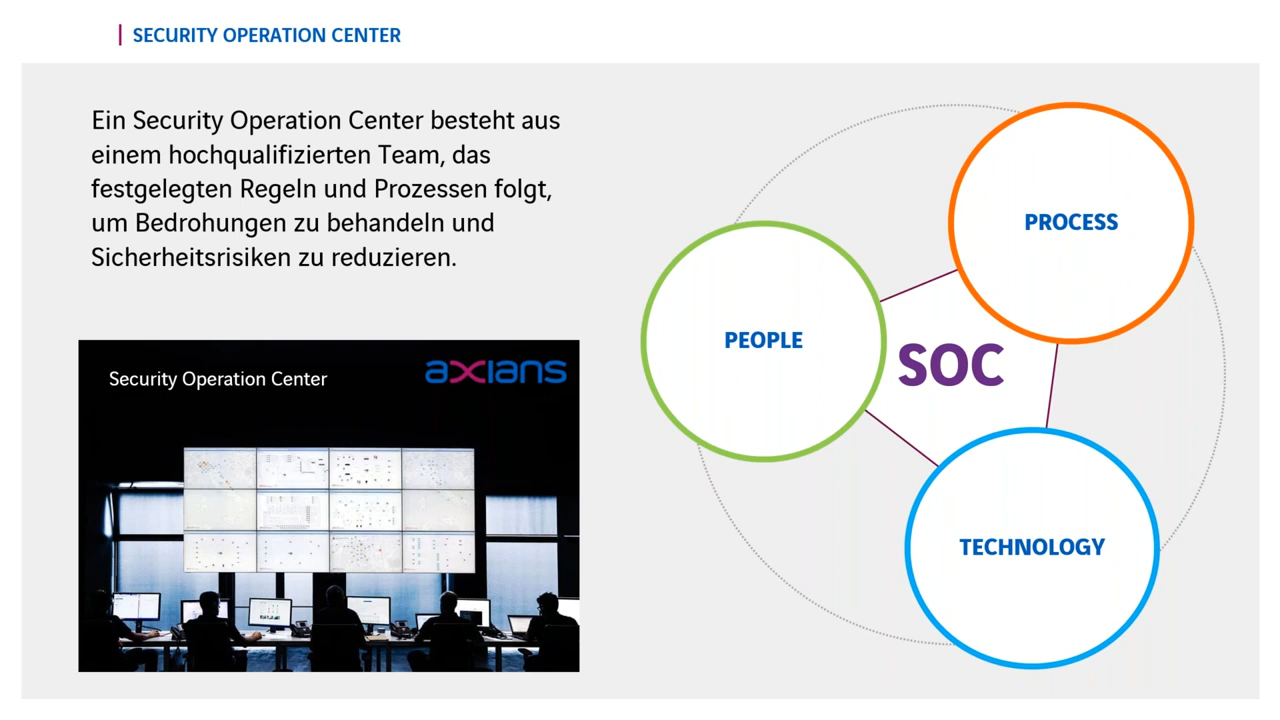 SECURITY OPERATION CENTER
Ein Security Operation Center besteht aus
einem hochqualifizierten Team, das
festgelegten Regeln und Prozessen folgt,
um Bedrohungen zu behandeln und
Sicherheitsrisiken zu reduzieren.
Security Operation Center
axians
PROCESS
PEOPLE
SOC
TECHNOLOGY